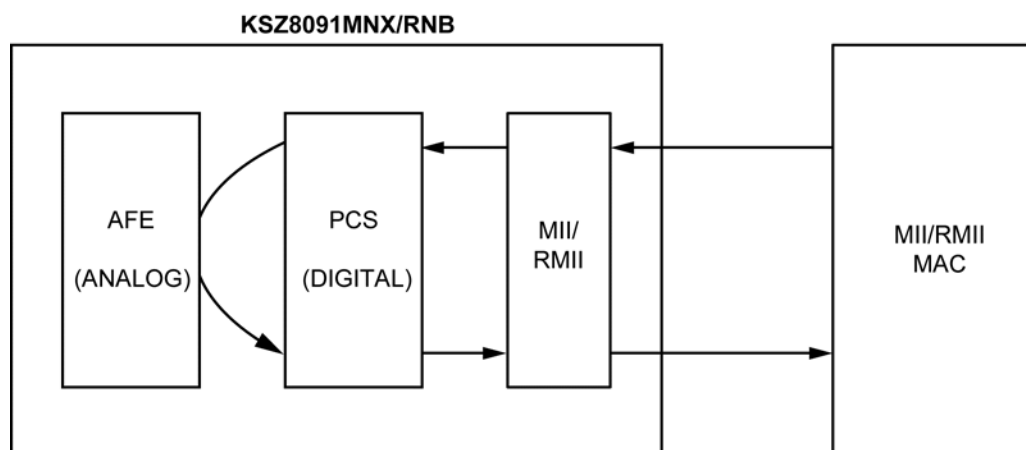 KSZ8091MNX/RNB
AFE
(ANALOG)
PCS
(DIGITAL)
MII/
RMII
MII/RMII
MAC